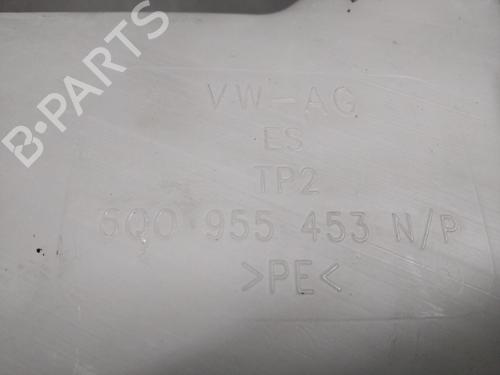 B-PARTS
VW-AG
ES
TP2
6Q0 955 453 N/P
>PE<